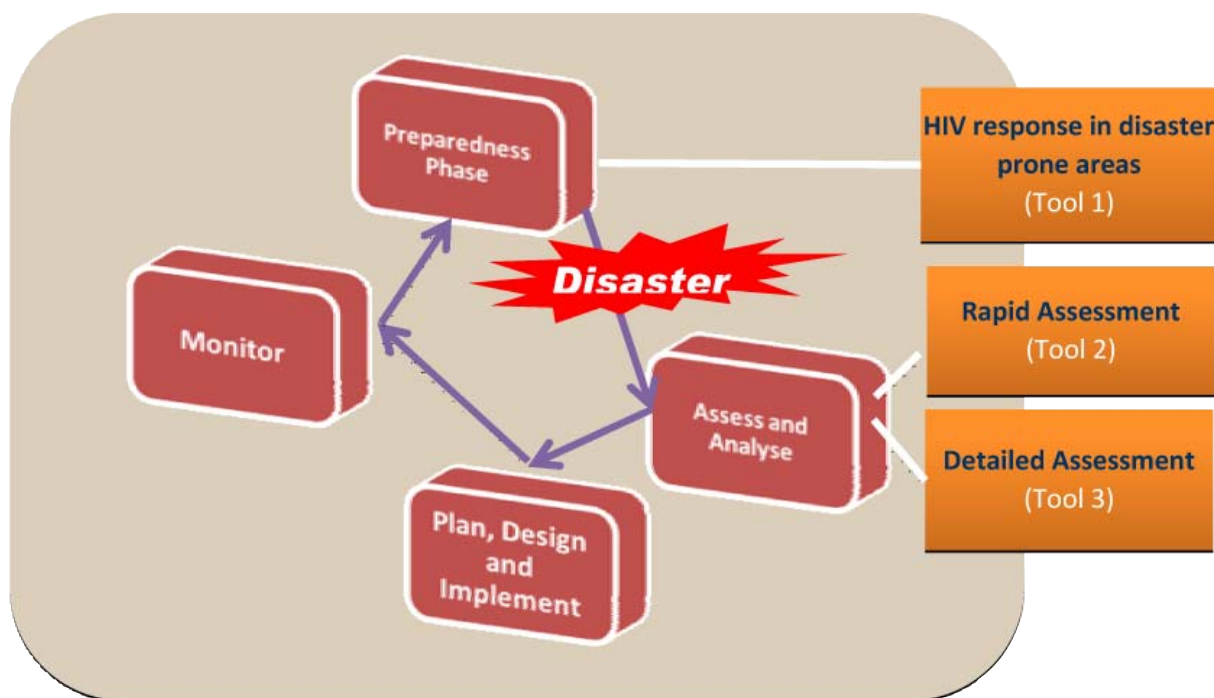 Preparedness
Phase
HIV response in disaster
prone areas
(Tool 1)
Disaster
Monitor
Rapid Assessment
(Tool 2)
Assess and
Analyse
Detailed Assessment
(Tool 3)
Plan, Design
and
Implement